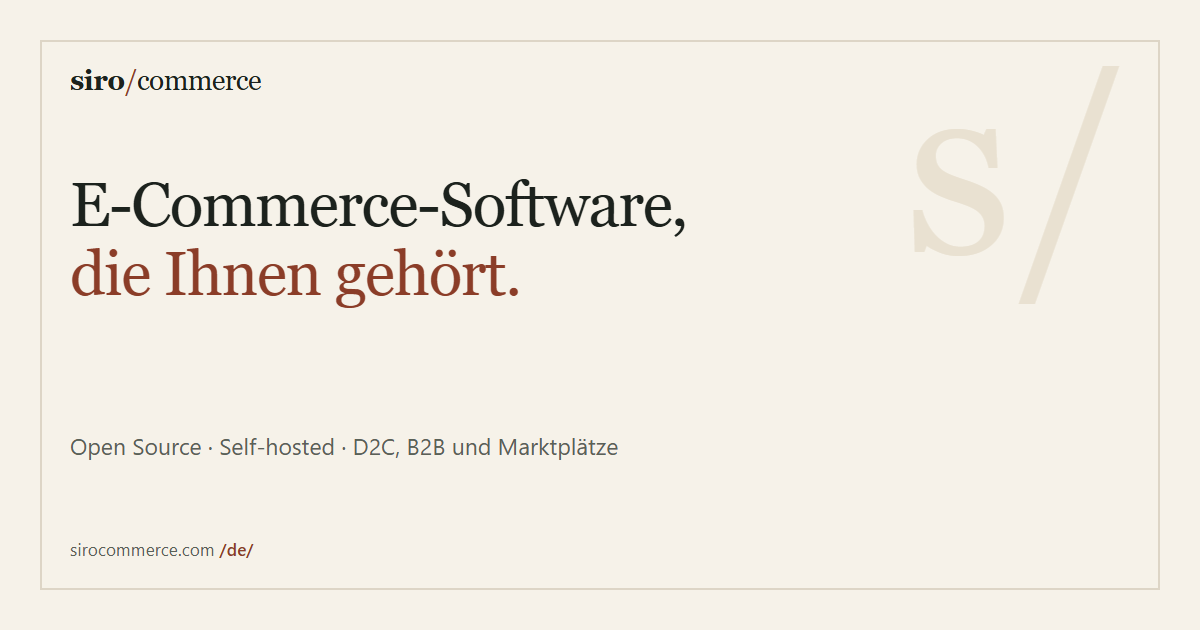 siro/commerce
s/
E-Commerce-Software,
die Ihnen gehört.
Open Source · Self-hosted · D2C, B2B und Marktplätze
sirocommerce.com /de/